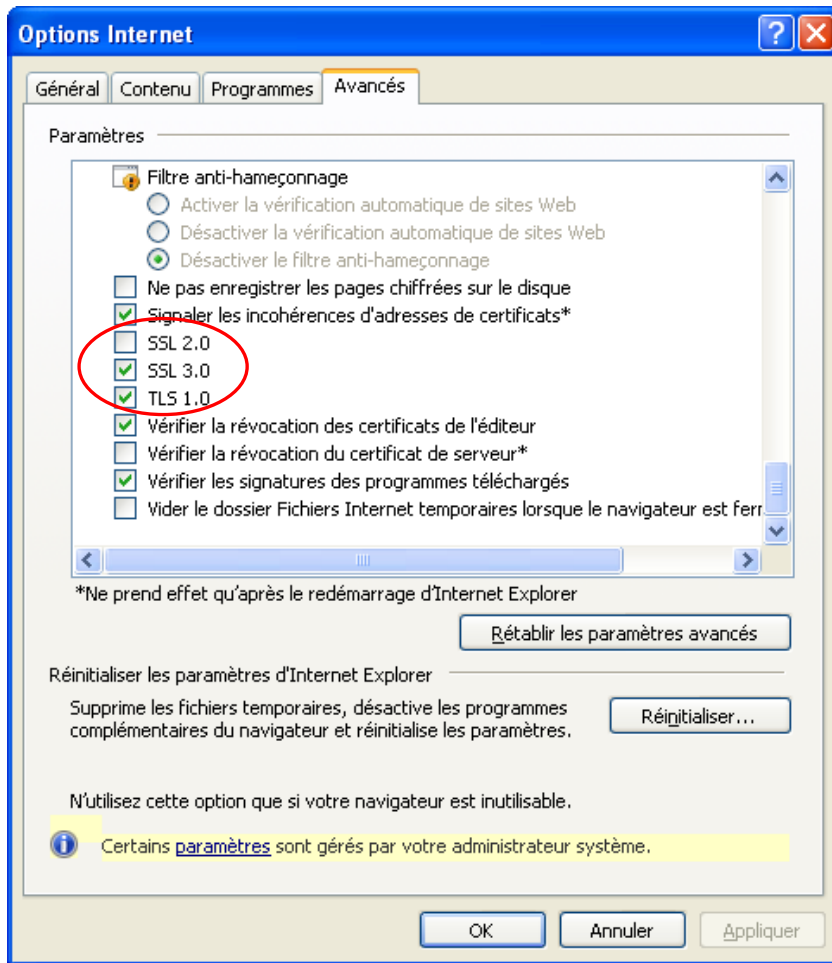 Options Internet
Général Contenu Programmes Avancés
Paramètres
Filtre anti-hameçonnage
Activer la vérification automatique de sites Web
Désactiver la vérification automatique de sites Web
Désactiver le filtre anti-hameçonnage
Ne pas enregistrer les pages chiffrées sur le disque
Signaler les incohérences d'adresses de certificats*
SSL 2.0
SSL 3.0
TLS 1.0
Vérifier la révocation des certificats de l'éditeur
Vérifier la révocation du certificat de serveur*
Vérifier les signatures des programmes téléchargés
Vider le dossier Fichiers Internet temporaires lorsque le navigateur est ferr
*Ne prend effet qu'après le redémarrage d'Internet Explorer
Rétablir les paramètres avancés
Réinitialiser les paramètres d'Internet Explorer
Supprime les fichiers temporaires, désactive les programmes
complémentaires du navigateur et réinitialise les paramètres.
Réinitialiser...
N'utilisez cette option que si votre navigateur est inutilisable.
Certains paramètres sont gérés par votre administrateur système.
OK Annuler Appliquer